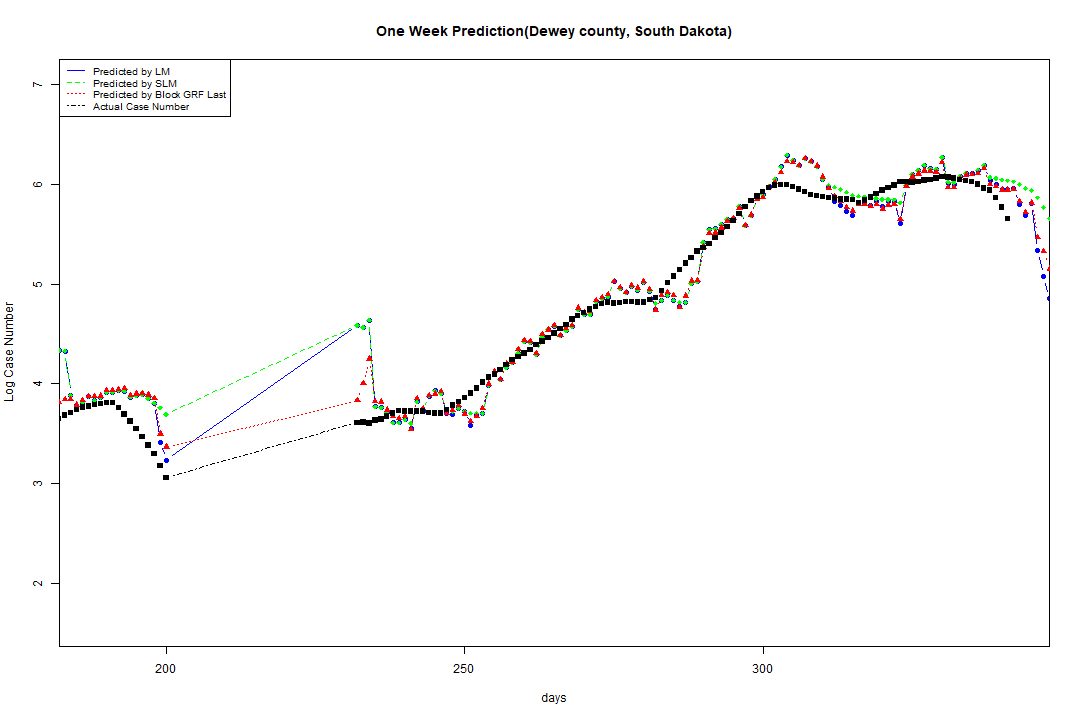 One Week Prediction(Dewey county, South Dakota)
Predicted by LM
Predicted by SLM
Predicted by Block GRF Last
Actual Case Number
7
6
5
4
3
2
Log Case Number
200 250 300
days